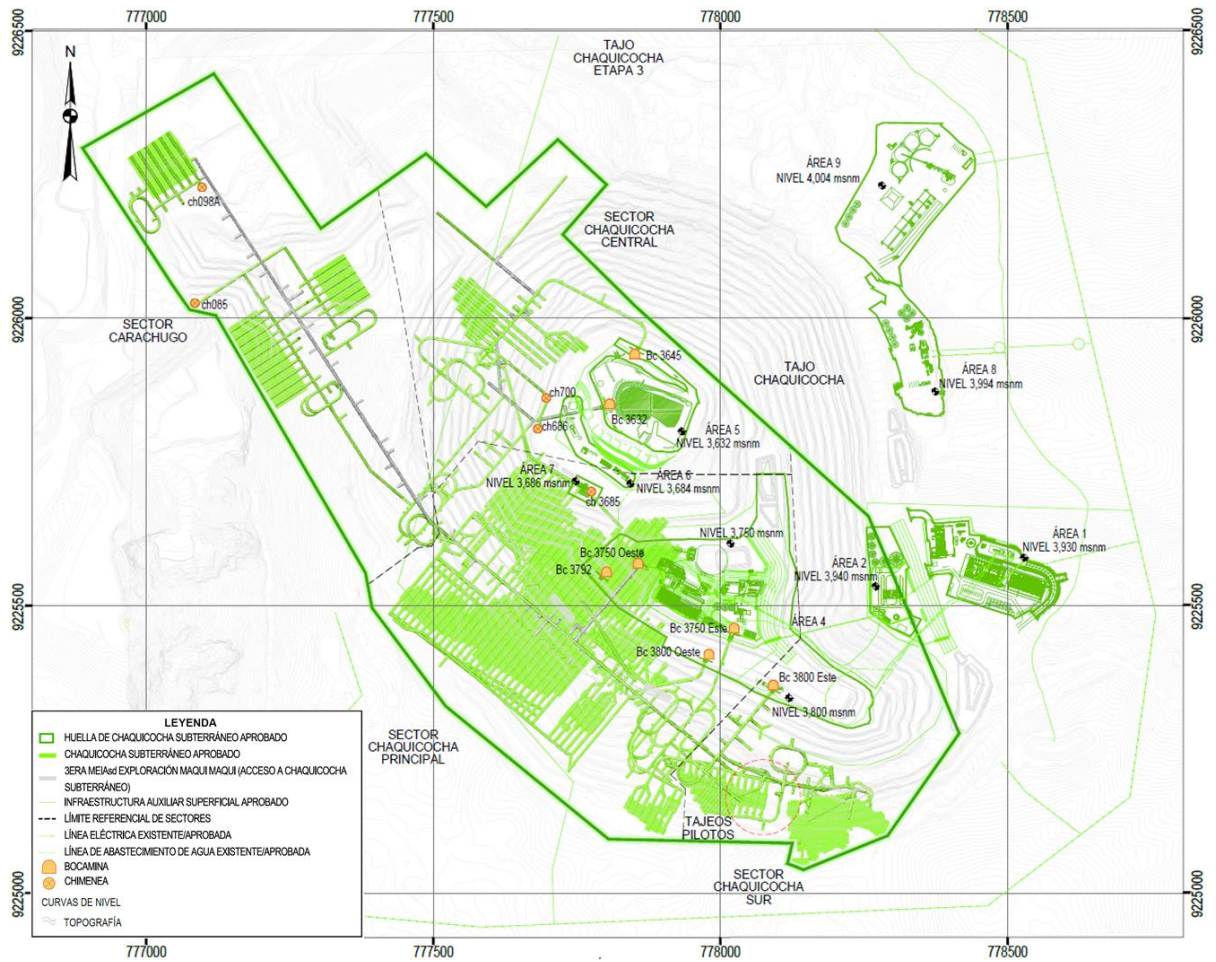 777000
777500
778000
778500
9226500
9226500
N
TAJO
CHAQUICOCHA
ETAPA 3
ÁREA 9
NIVEL 4,004 msnm
ch098A
SECTOR
CHAQUICOCHA
CENTRAL
ch085
SECTOR
CARACHUGO
9226000
9226000
Bc 3645
TAJO
CHAQUICOCHA
ÁREA 8
NIVEL 3,994 msnm
ch700
Bc 3632
ch686
ÁREA 5
NIVEL 3,632 msnm
ÁREA 7
NIVEL 3,686 msnm
ÁREA 6
NIVEL 3,684 msnm
ch 3685
NIVEL 3,750 msnm
ÁREA 1
NIVEL 3,930 msnm
Bc 3750 Oeste
Bc 3792
ÁREA 2
NIVEL 3,940 msnm
9225500
9225500
Bc 3750 Este
ÁREA 4
Bc 3800 Oeste
Bc 3800 Este
NIVEL 3,800 msnm
SECTOR
CHAQUICOCHA
PRINCIPAL
TAJEOS
PILOTOS
SECTOR
CHAQUICOCHA
SUR
LEYENDA
HUELLA DE CHAQUICOCHA SUBTERRÁNEO APROBADO
CHAQUICOCHA SUBTERRÁNEO APROBADO
3ERA MEIAsd EXPLORACIÓN MAQUI MAQUI (ACCESO A CHAQUICOCHA
SUBTERRÁNEO)
INFRAESTRUCTURA AUXILIAR SUPERFICIAL APROBADO
LÍMITE REFERENCIAL DE SECTORES
LÍNEA ELÉCTRICA EXISTENTE/APROBADA
LÍNEA DE ABASTECIMIENTO DE AGUA EXISTENTE/APROBADA
BOCAMINA
CHIMENEA
CURVAS DE NIVEL
TOPOGRAFÍA
9225000
9225000
777000
777500
778000
778500